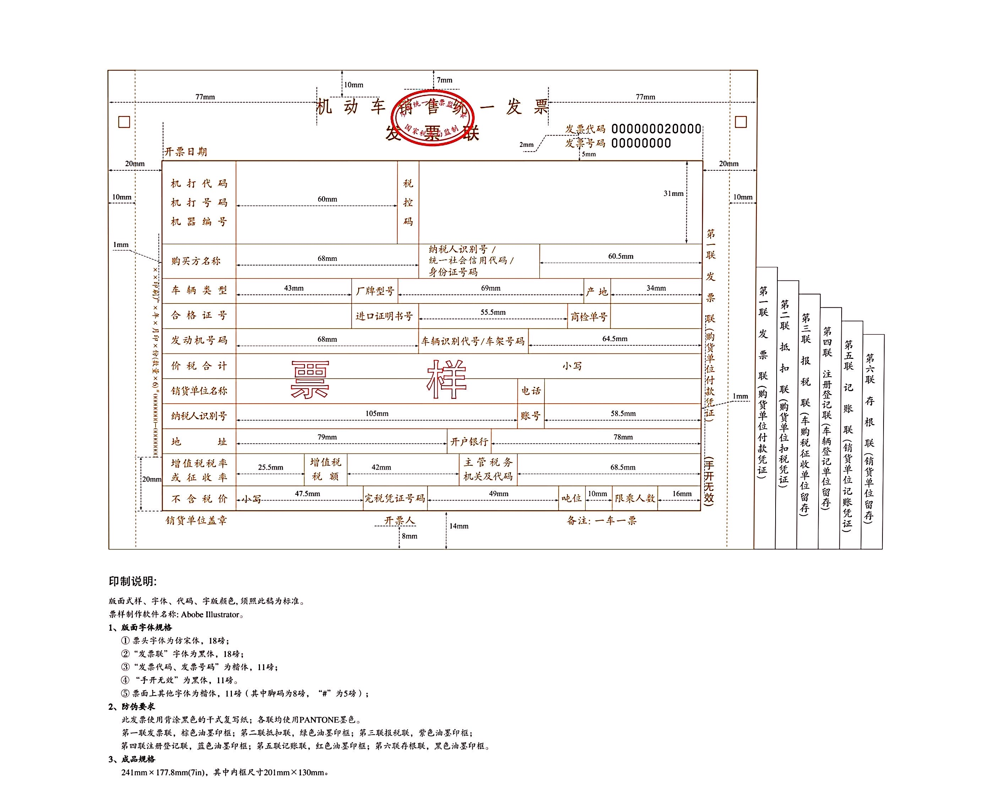 10mm
7mm
77mm
77mm
机动车销售统一发票
统一发票监
国家税务局监制
发票联
发票代码 000000020000
2mm
发票号码 00000000
5mm
开票日期
20mm
20mm
机打代码
机打号码
机器编号
60mm
税控码
31mm
10mm
10mm
1mm
购买方名称
68mm
纳税人识别号 /
统一社会信用代码 /
身份证号码
60.5mm
车辆类型
43mm
厂牌型号
69mm
产地
34mm
合格证号
进口证明书号
55.5mm
商检单号
发动机号码
68mm
车辆识别代号/车架号码
64.5mm
价税合计
小写
票样
销货单位名称
电话
纳税人识别号
105mm
账号
58.5mm
1mm
地址
79mm
开户银行
78mm
增值税税率
或征收率
25.5mm
增值税
税额
42mm
主管税务
机关及代码
68.5mm
20mm
不含税价
小写
47.5mm
完税凭证号码
49mm
吨位
10mm
限乘人数
16mm
销货单位盖章
开票人
备注: 一车一票
14mm
8mm
××印刷厂×年×月印×份(数量×6)#(00000000-00000000)
第一联 发票联(购货单位付款凭证)
(手开无效)
第一联 发票联(购货单位付款凭证)
第二联 抵扣联(购货单位扣税凭证)
第三联 报税联(车购税征收单位留存)
第四联 注册登记联(车辆登记单位留存)
第五联 记账联(销货单位记账凭证)
第六联 存根联(销货单位留存)
印制说明:
版面式样、字体、代码、字版颜色,须照此稿为标准。
票样制作软件名称: Abobe Illustrator。
1、版面字体规格
① 票头字体为仿宋体，18磅；
② “发票联”字体为黑体，18磅；
③ “发票代码、发票号码”为楷体，11磅；
④ “手开无效”为黑体，11磅。
⑤ 票面上其他字体为楷体，11磅（其中脚码为8磅，“#”为5磅）；
2、防伪要求
此发票使用背涂黑色的干式复写纸；各联均使用PANTONE墨色。
第一联发票联，棕色油墨印框；第二联抵扣联，绿色油墨印框；第三联报税联，紫色油墨印框；
第四联注册登记联，蓝色油墨印框；第五联记账联，红色油墨印框；第六联存根联，黑色油墨印框。
3、成品规格
241mm×177.8mm(7in)，其中内框尺寸201mm×130mm。